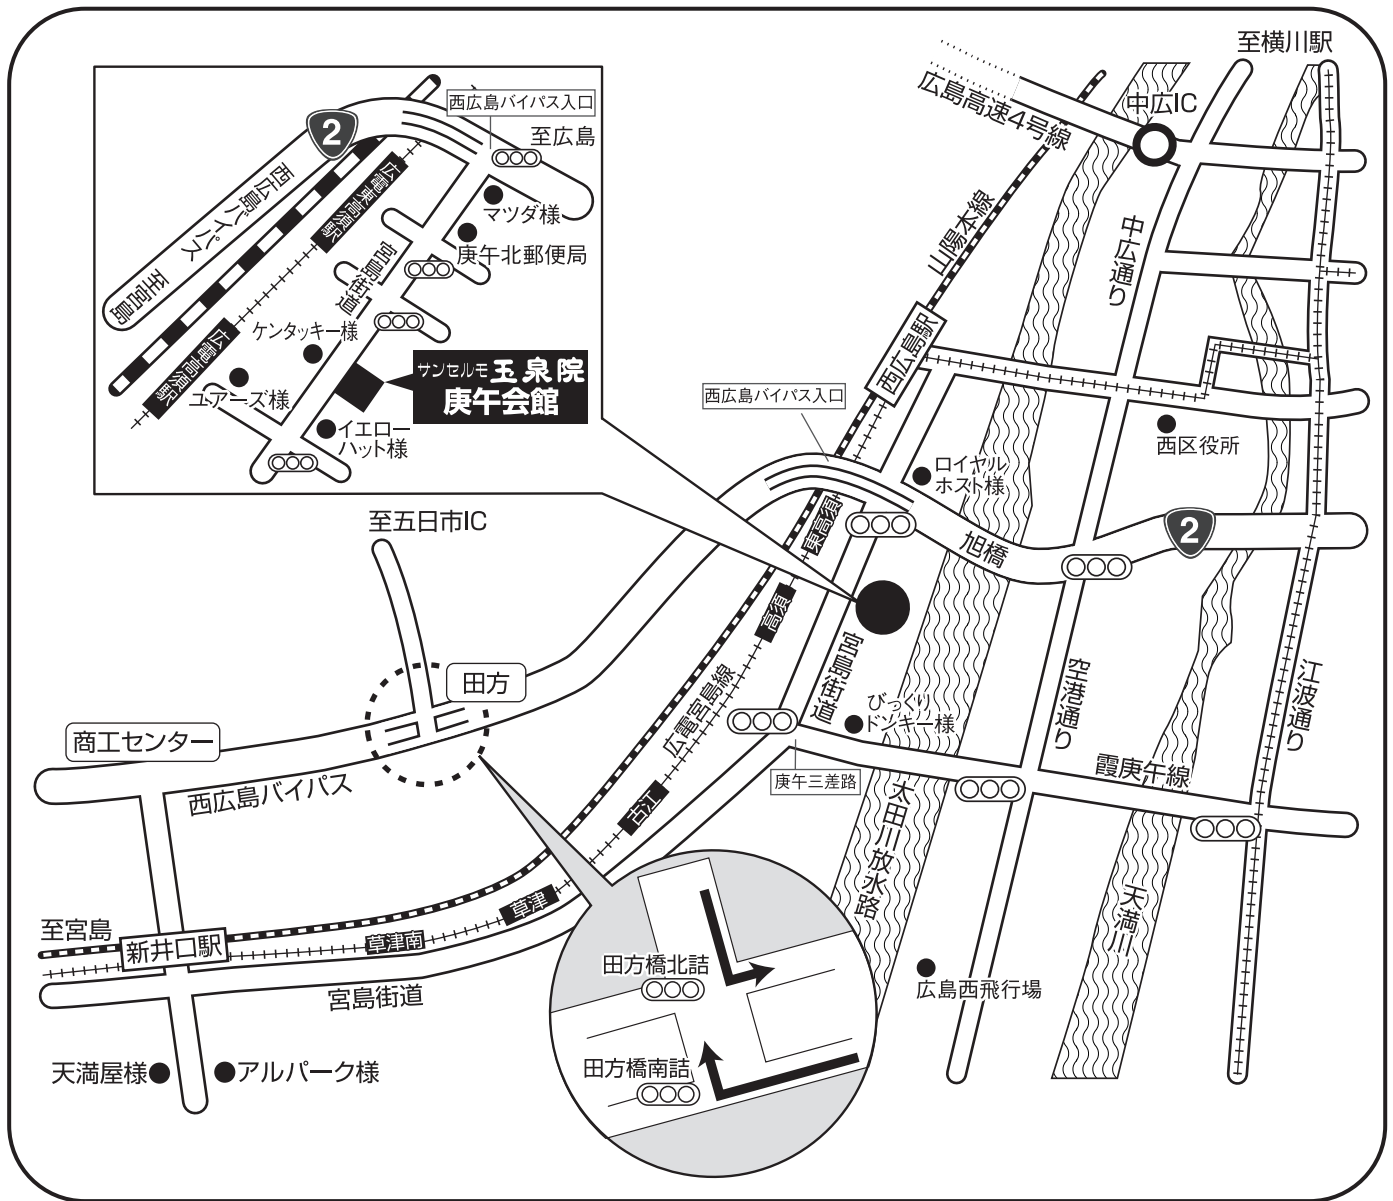 至横川駅
中広IC
広島高速4号線
西広島バイパス入口
2
至広島
西広島バイパス
至宮島
広電東高須駅
マツダ様
庚午北郵便局
宮島街道
ケンタッキー様
広電高須駅
ユアーズ様
サンセルモ 玉泉院
庚午会館
イエロー
ハット様
山陽本線
中広通り
西広島駅
西広島バイパス入口
西区役所
ロイヤル
ホスト様
至五日市IC
東高須
旭橋
2
高須
宮島街道
田方
広電宮島線
びっくり
ドンキー様
空港通り
江波通り
商工センター
西広島バイパス
庚午三差路
霞庚午線
古江
太田川放水路
天満川
至宮島
新井口駅
草津南
草津
宮島街道
田方橋北詰
広島西飛行場
田方橋南詰
天満屋様
アルパーク様